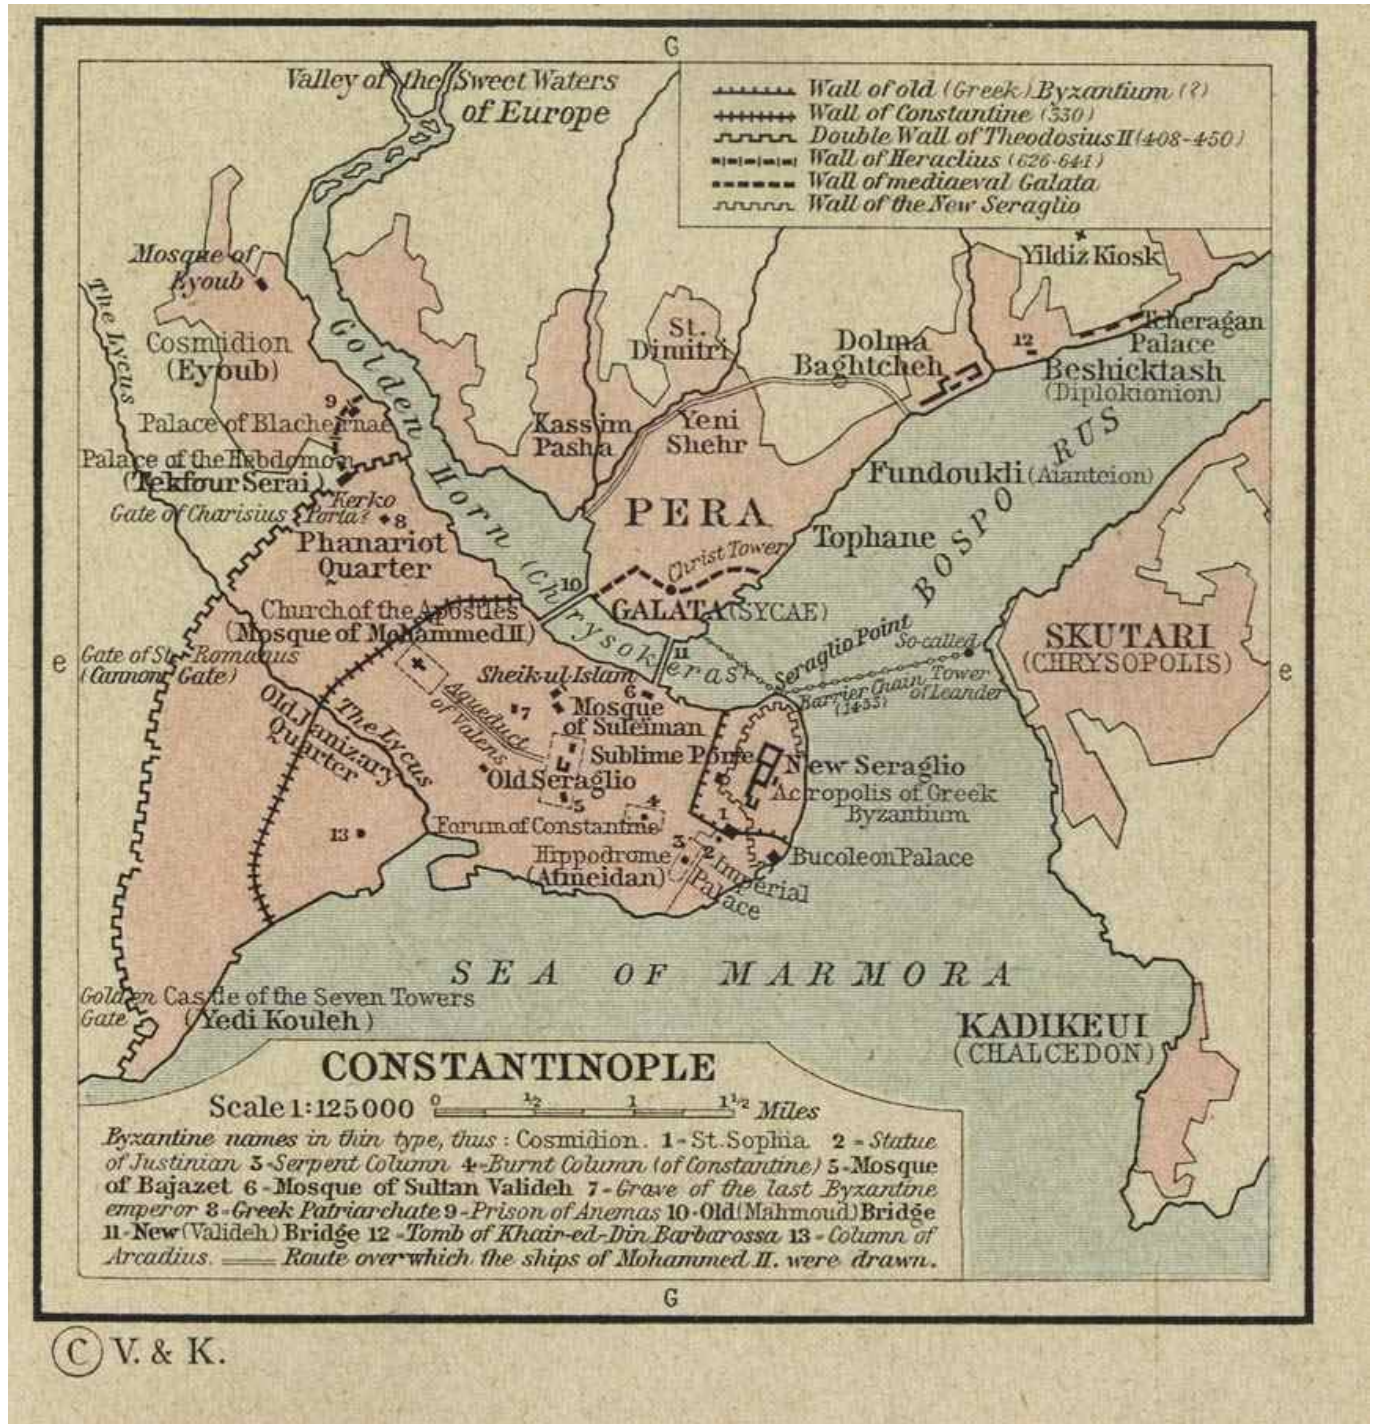 G
Valley of the Sweet Waters
of Europe
Wall of old (Greek) Byzantium (?)
Wall of Constantine (330)
Double Wall of Theodosius II (408-450)
Wall of Heraclius (626-641)
Wall of mediaeval Galata
Wall of the New Seraglio
Mosque of
Eyoub
Yildiz Kiosk
The Lycus
Cosmidion
(Eyoub)
Golden Horn (Chrysokeras)
St.
Dimitri
Dolma
Baghtcheh
12
Tcheragan
Palace
Beshicktash
(Diplokionion)
9
Palace of Blachernae
Kassim
Pasha
Yeni
Shehr
BOSPORUS
Palace of the Hebdomon
(Tekfour Serai)
Fundoukli (Aianteion)
Kerko
Porta?
Gate of Charisius
8
PERA
Phanariot
Quarter
Tophane
Christ Tower
10
Church of the Apostles
(Mosque of Mohammed II)
GALATA (SYCAE)
SKUTARI
(CHRYSOPOLIS)
e
Gate of St. Romanus
(Cannon Gate)
11
Seraglio Point
So-called
Tower
of Leander
Barrier Chain
(1453)
e
Sheik-ul-Islam
6
Old Janizary
Quarter
The Lycus
Aqueduct
of Valens
7
Mosque
of Suleïman
Sublime Porte
New Seraglio
Old Seraglio
5
4
Acropolis of Greek
Byzantium
13
Forum of Constantine
1
3
2
Hippodrome
(Atmeidan)
Imperial
Palace
Bucoleon Palace
SEA OF MARMORA
Golden
Gate
Castle of the Seven Towers
(Yedi Kouleh)
KADIKEUI
(CHALCEDON)
CONSTANTINOPLE
Scale 1:125000 0 ½ 1 1½ Miles
Byzantine names in thin type, thus: Cosmidion. 1-St. Sophia 2-Statue
of Justinian 3-Serpent Column 4-Burnt Column (of Constantine) 5-Mosque
of Bajazet 6-Mosque of Sultan Valideh 7-Grave of the last Byzantine
emperor 8-Greek Patriarchate 9-Prison of Anemas 10-Old (Mahmoud) Bridge
11-New (Valideh) Bridge 12-Tomb of Khair-ed-Din Barbarossa 13-Column of
Arcadius. Route over which the ships of Mohammed II. were drawn.
G
© V. & K.